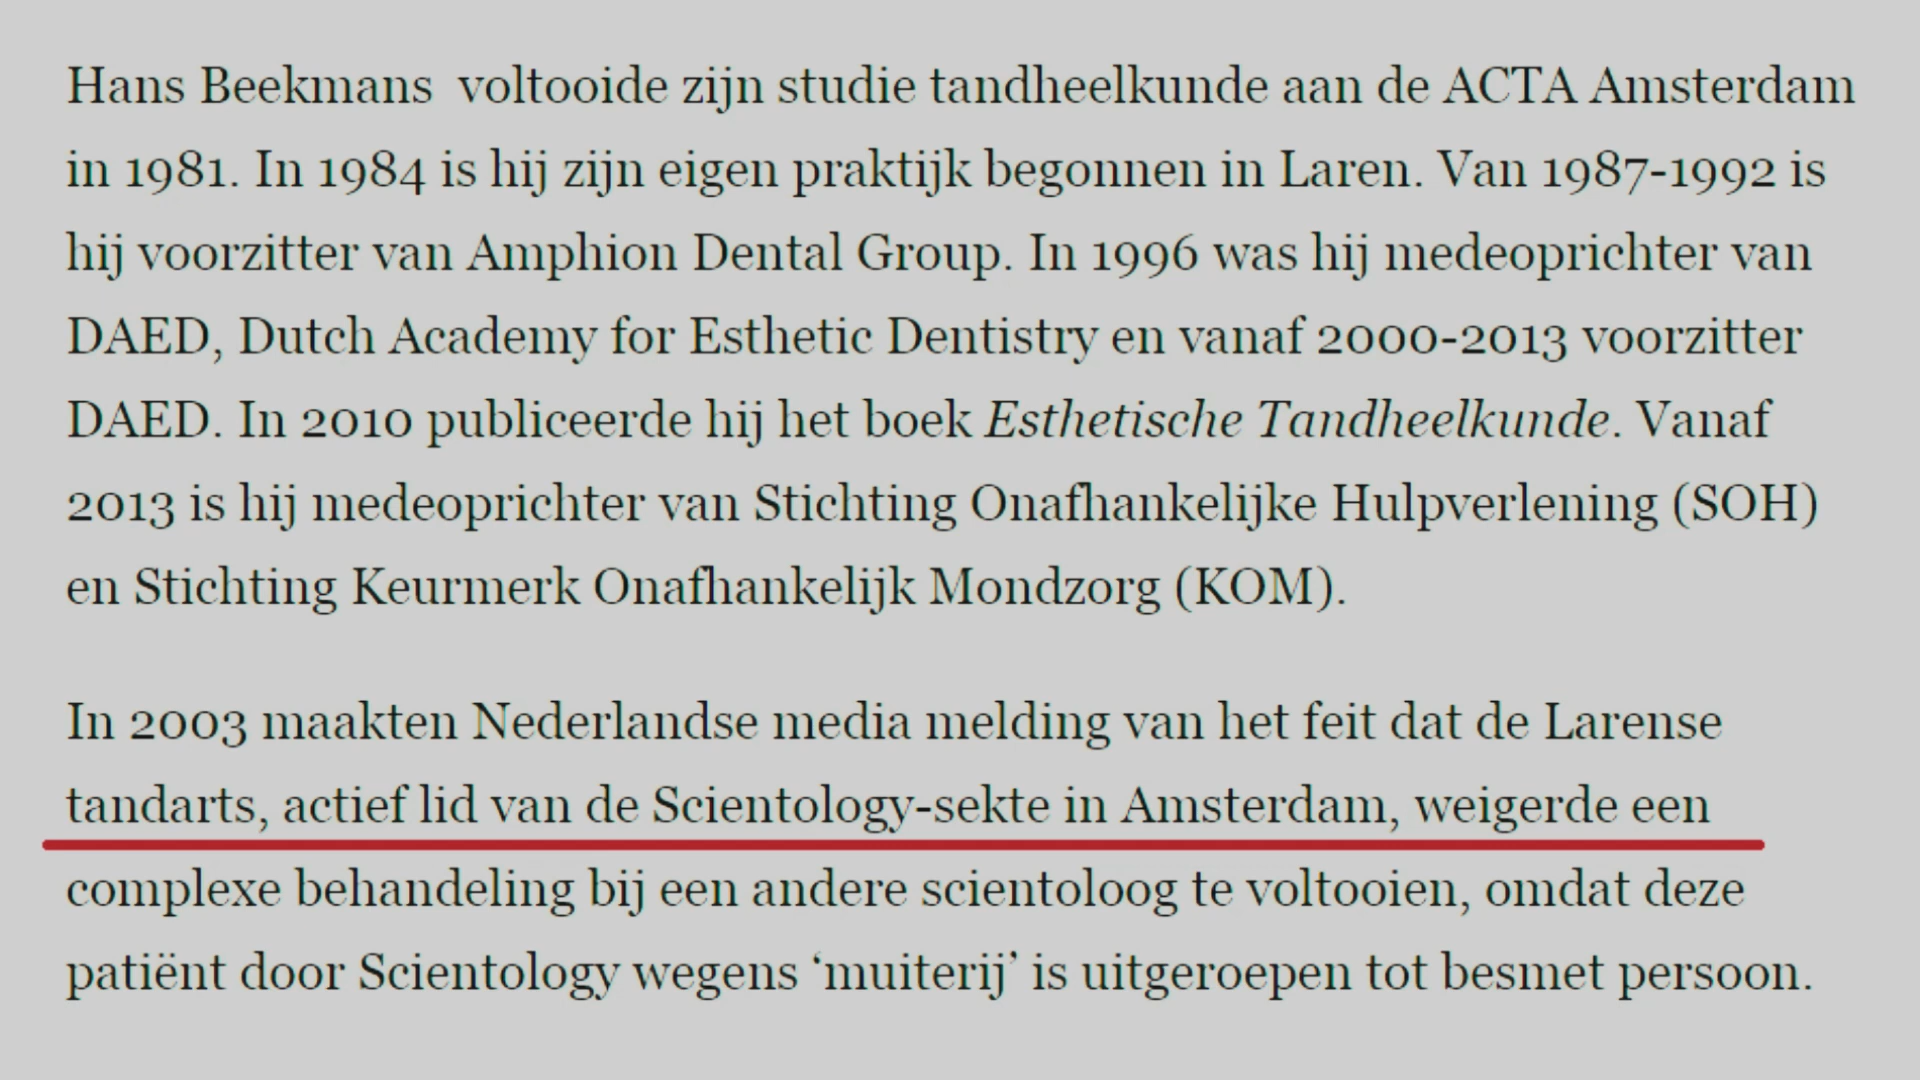 Hans Beekmans voltooide zijn studie tandheelkunde aan de ACTA Amsterdam
in 1981. In 1984 is hij zijn eigen praktijk begonnen in Laren. Van 1987-1992 is
hij voorzitter van Amphion Dental Group. In 1996 was hij medeoprichter van
DAED, Dutch Academy for Esthetic Dentistry en vanaf 2000-2013 voorzitter
DAED. In 2010 publiceerde hij het boek Esthetische Tandheelkunde. Vanaf
2013 is hij medeoprichter van Stichting Onafhankelijke Hulpverlening (SOH)
en Stichting Keurmerk Onafhankelijk Mondzorg (KOM).
In 2003 maakten Nederlandse media melding van het feit dat de Larense
tandarts, actief lid van de Scientology-sekte in Amsterdam, weigerde een
complexe behandeling bij een andere scientoloog te voltooien, omdat deze
patiënt door Scientology wegens ‘muiterij’ is uitgeroepen tot besmet persoon.